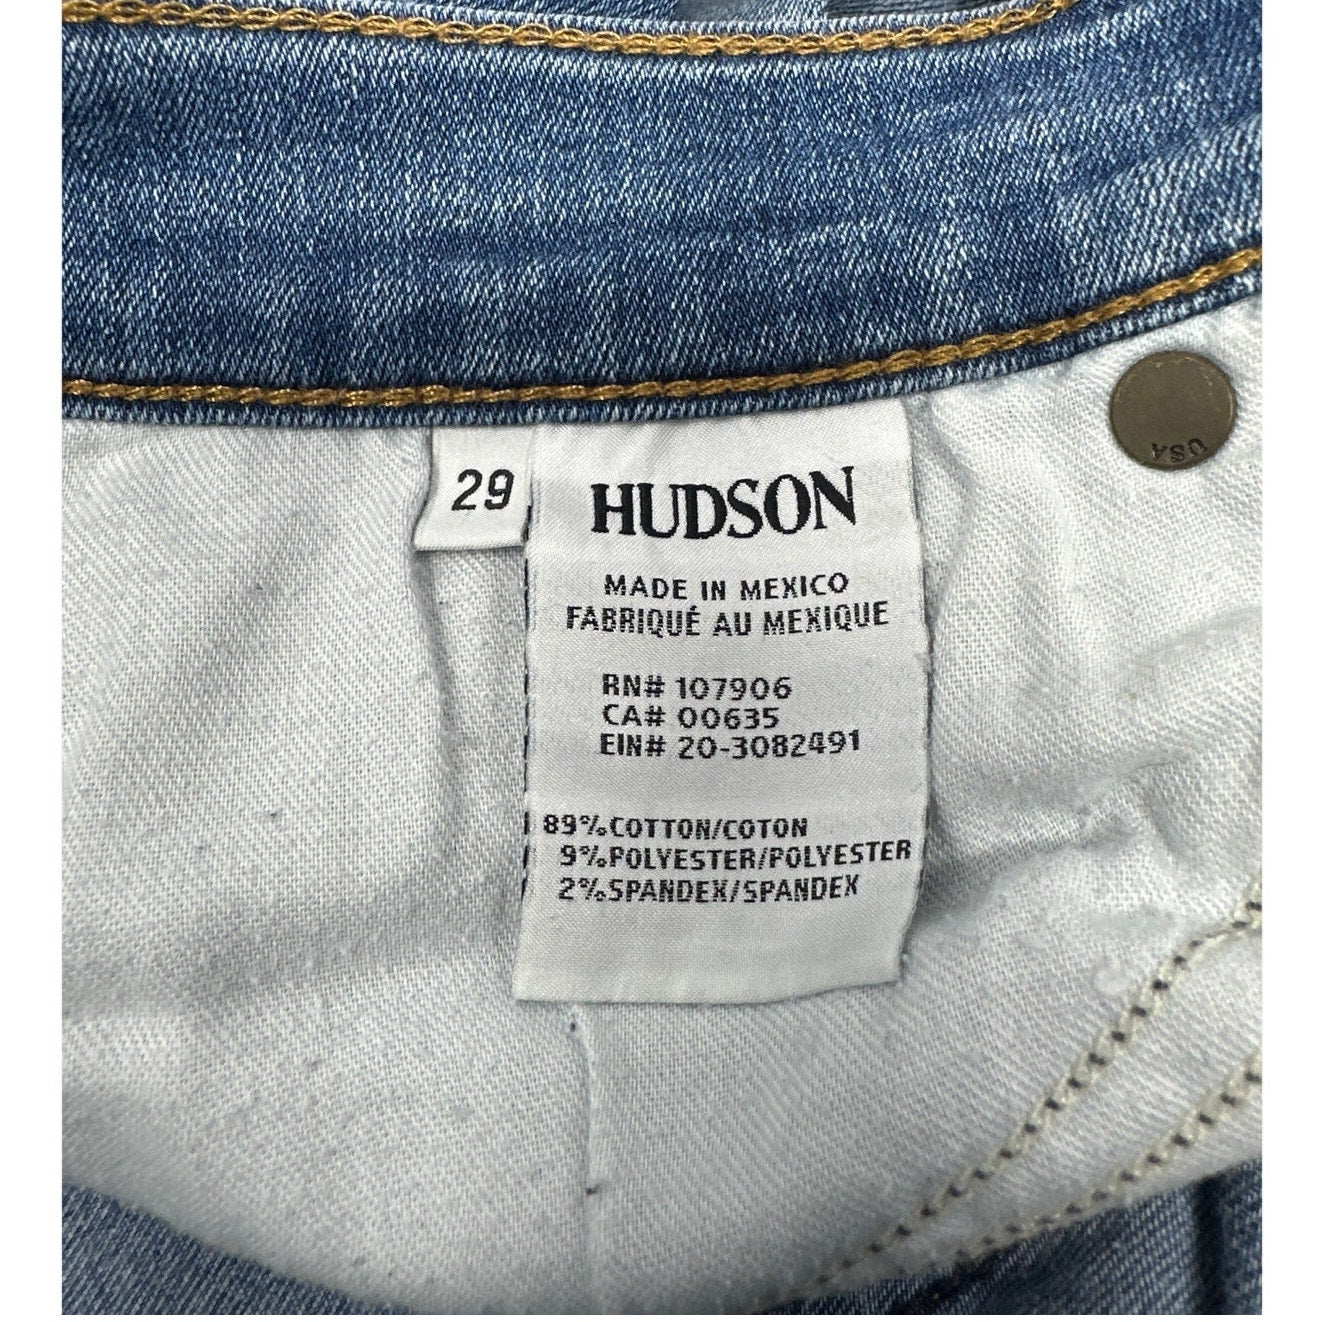 29
HUDSON
MADE IN MEXICO
FABRIQUÉ AU MEXIQUE
RN# 107906
CA# 00635
EIN# 20-3082491
89% COTTON/COTON
9% POLYESTER/POLYESTER
2% SPANDEX/SPANDEX
USA